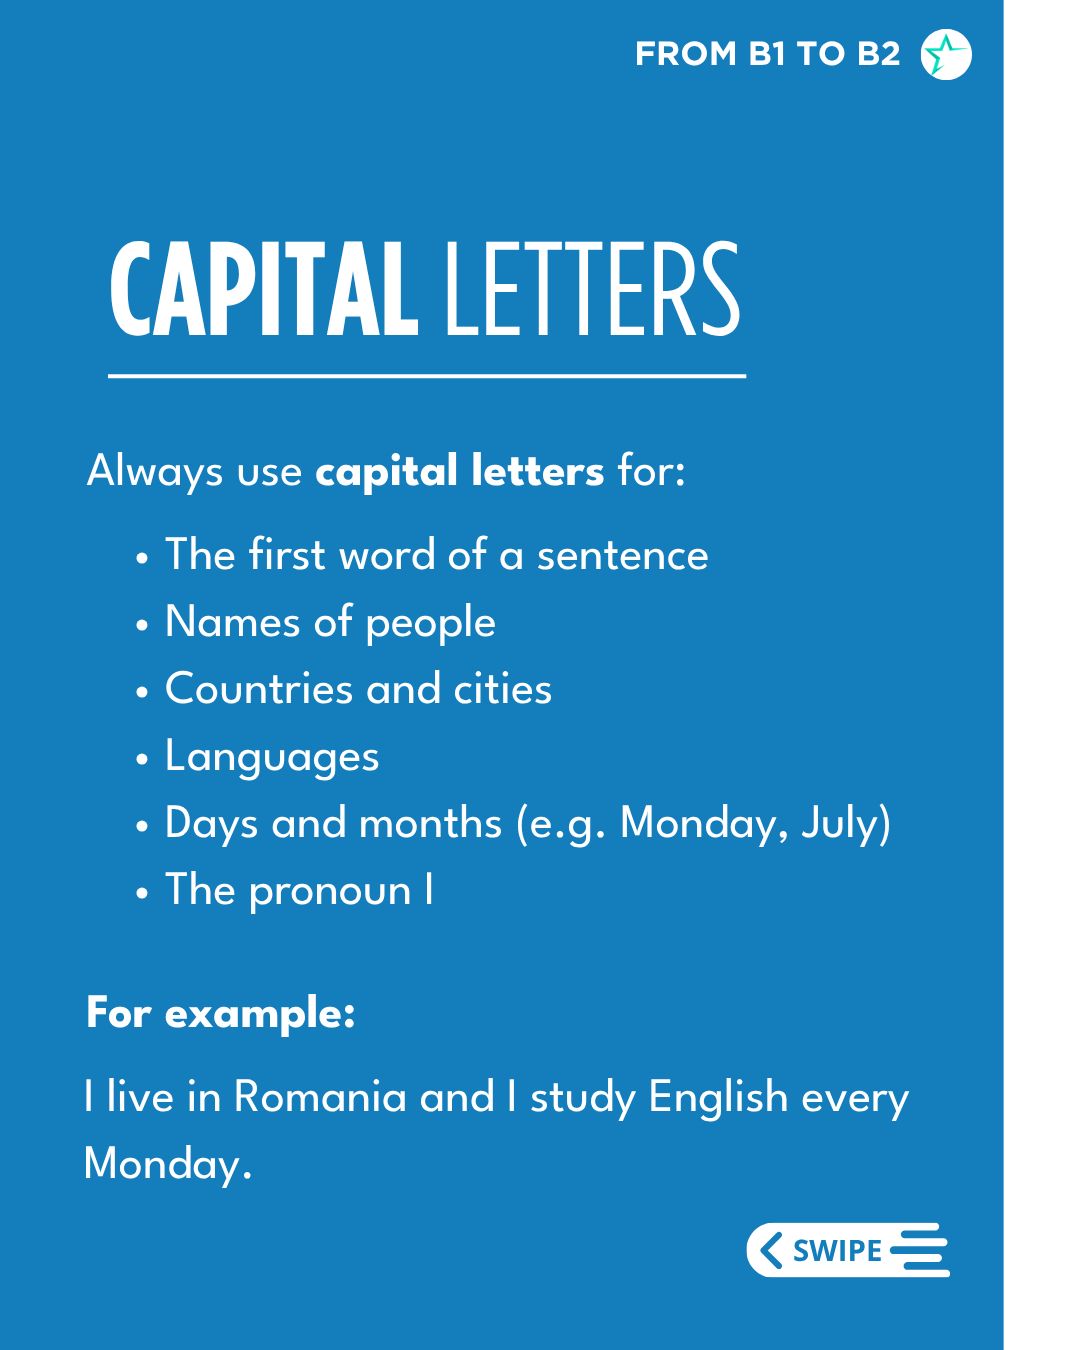 FROM B1 TO B2
CAPITAL LETTERS
Always use capital letters for:
• The first word of a sentence
• Names of people
• Countries and cities
• Languages
• Days and months (e.g. Monday, July)
• The pronoun I
For example:
I live in Romania and I study English every
Monday.
SWIPE